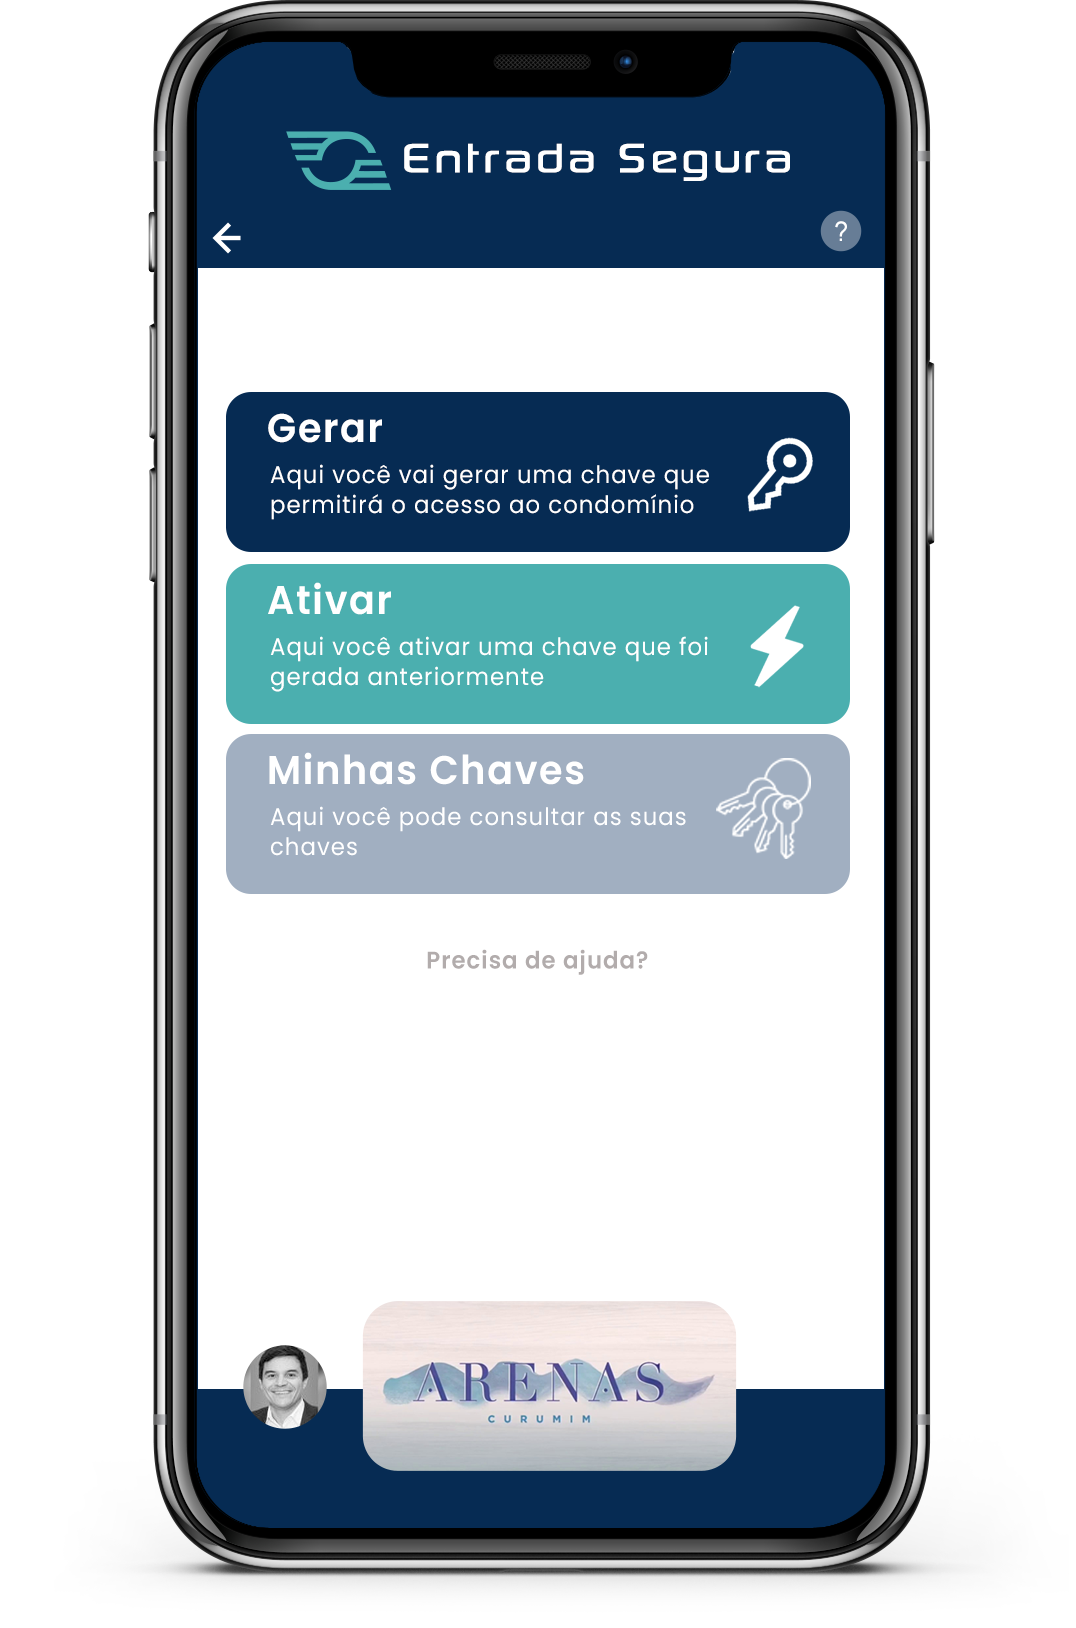 Entrada Segura
?
Gerar
Aqui você vai gerar uma chave que
permitirá o acesso ao condomínio
Ativar
Aqui você ativar uma chave que foi
gerada anteriormente
Minhas Chaves
Aqui você pode consultar as suas
chaves
Precisa de ajuda?
ARENAS
CURUMIM